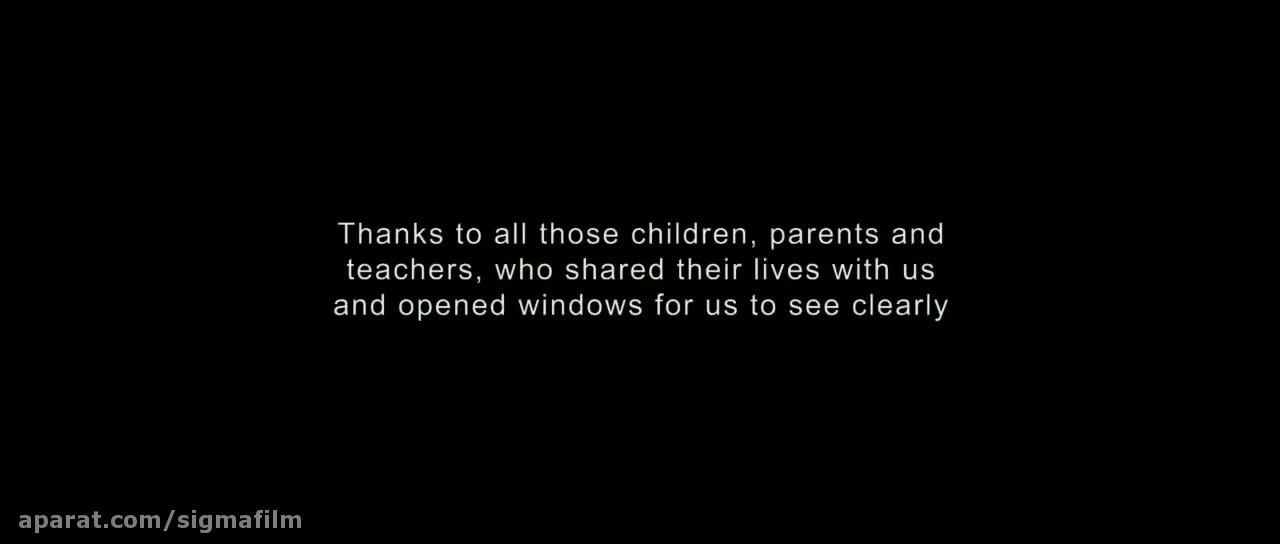 Thanks to all those children, parents and
teachers, who shared their lives with us
and opened windows for us to see clearly
aparat.com/sigmafilm